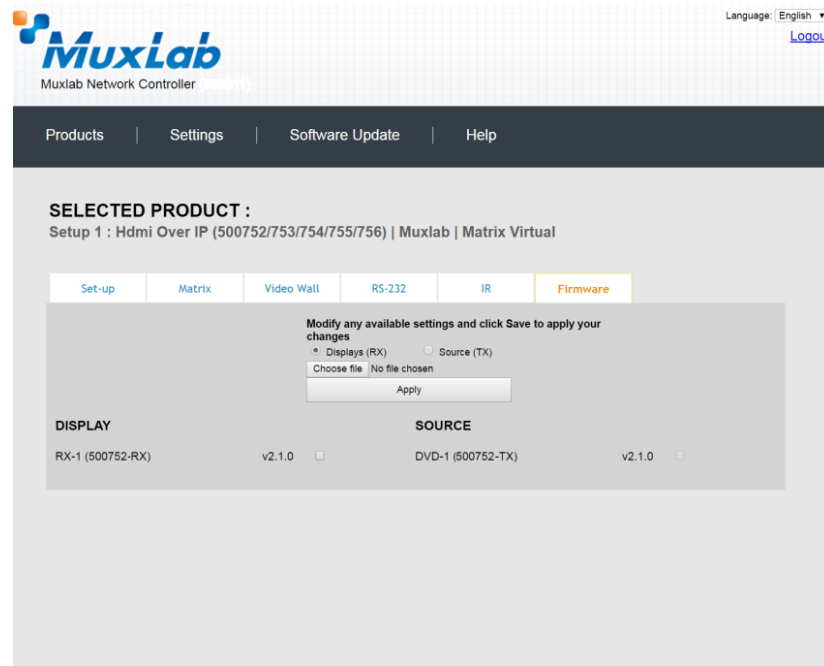 Language: English
Logou
MuxLab
Muxlab Network Controller
Products | Settings | Software Update | Help
SELECTED PRODUCT :
Setup 1 : Hdmi Over IP (500752/753/754/755/756) | Muxlab | Matrix Virtual
Set-up Matrix Video Wall RS-232 IR Firmware
Modify any available settings and click Save to apply your
changes
Displays (RX) Source (TX)
Choose file No file chosen
Apply
DISPLAY SOURCE
RX-1 (500752-RX) v2.1.0 DVD-1 (500752-TX) v2.1.0